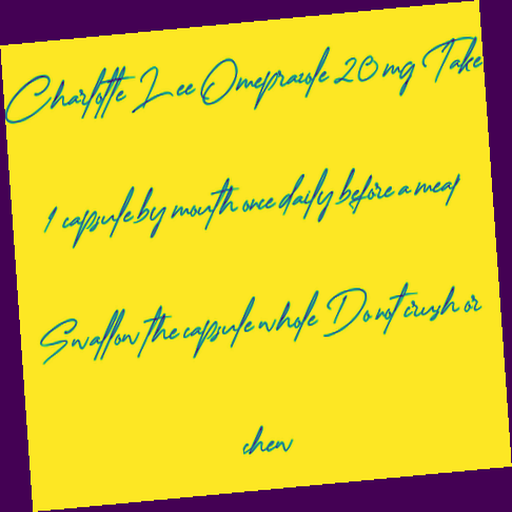 Charlotte Lee Omeprazole 20 mg Take
1 capsule by mouth once daily before a meal
Swallow the capsule whole Do not crush or
chew